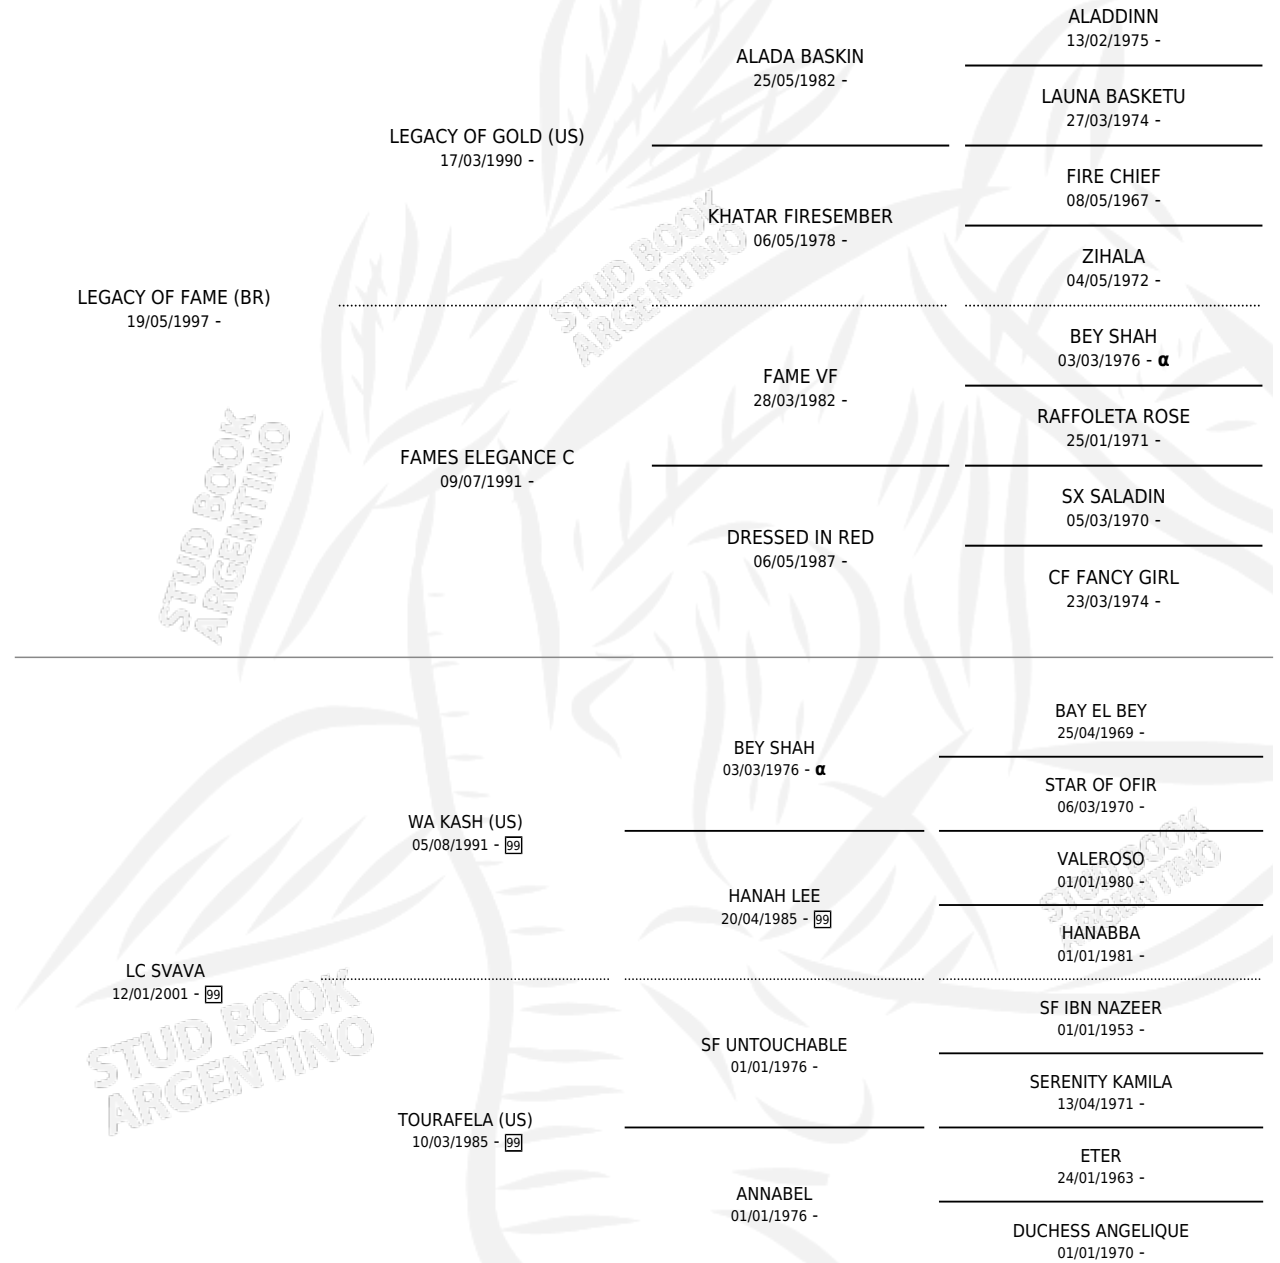 ALADDINN
13/02/1975 -
ALADA BASKIN
25/05/1982 -
LAUNA BASKETU
27/03/1974 -
LEGACY OF GOLD (US)
17/03/1990 -
FIRE CHIEF
08/05/1967 -
KHATAR FIRESEMBER
06/05/1978 -
ZIHALA
04/05/1972 -
LEGACY OF FAME (BR)
19/05/1997 -
BEY SHAH
03/03/1976 - α
FAME VF
28/03/1982 -
RAFFOLETA ROSE
25/01/1971 -
FAMES ELEGANCE C
09/07/1991 -
SX SALADIN
05/03/1970 -
DRESSED IN RED
06/05/1987 -
CF FANCY GIRL
23/03/1974 -
BAY EL BEY
25/04/1969 -
BEY SHAH
03/03/1976 - α
STAR OF OFIR
06/03/1970 -
WA KASH (US)
05/08/1991 - 99
VALEROSO
01/01/1980 -
HANAH LEE
20/04/1985 - 99
HANABBA
01/01/1981 -
LC SVAVA
12/01/2001 - 99
SF IBN NAZEER
01/01/1953 -
SF UNTOUCHABLE
01/01/1976 -
SERENITY KAMILA
13/04/1971 -
TOURAFELA (US)
10/03/1985 - 99
ETER
24/01/1963 -
ANNABEL
01/01/1976 -
DUCHESS ANGELIQUE
01/01/1970 -
STUD BOOK
ARGENTINO
STUD BOOK
ARGENTINO
STUD BOOK
ARGENTINO
STUD BOOK
ARGENTINO